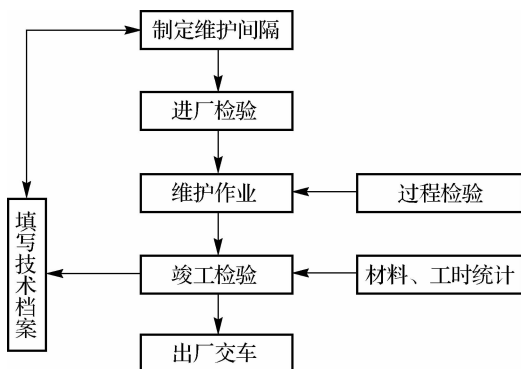 制定维护间隔
进厂检验
维护作业
过程检验
填写技术档案
竣工检验
材料、工时统计
出厂交车